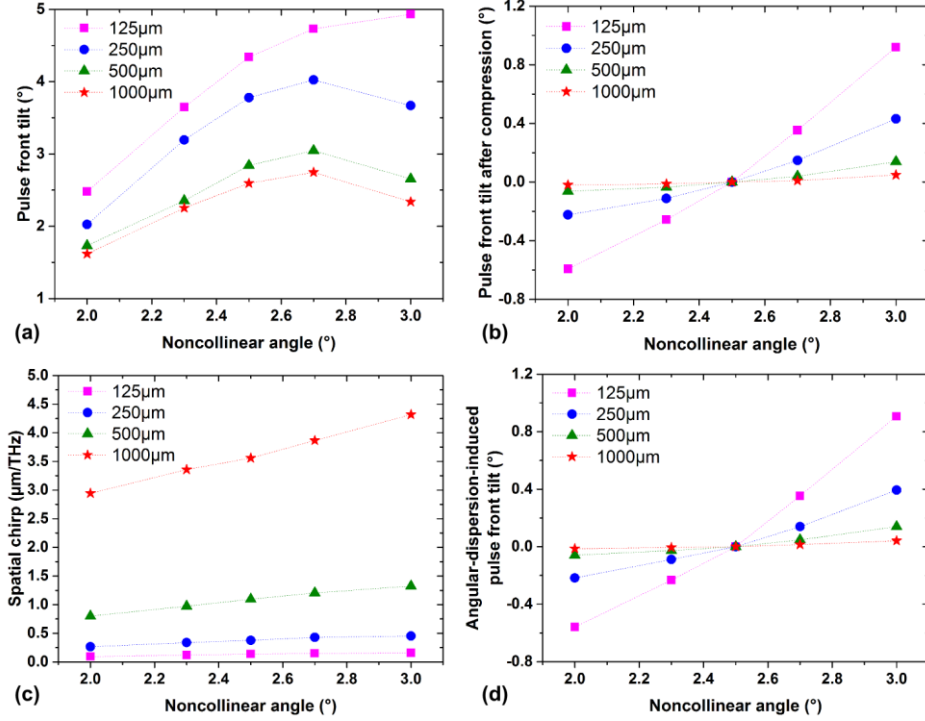 5
4
3
2
1
Pulse front tilt (°)
125μm
250μm
500μm
1000μm
2.0 2.2 2.4 2.6 2.8 3.0
Noncollinear angle (°)
(a)
1.2
0.8
0.4
0.0
-0.4
-0.8
Pulse front tilt after compression (°)
125μm
250μm
500μm
1000μm
2.0 2.2 2.4 2.6 2.8 3.0
Noncollinear angle (°)
(b)
5.0
4.5
4.0
3.5
3.0
2.5
2.0
1.5
1.0
0.5
0.0
Spatial chirp (μm/THz)
125μm
250μm
500μm
1000μm
2.0 2.2 2.4 2.6 2.8 3.0
Noncollinear angle (°)
(c)
1.2
0.8
0.4
0.0
-0.4
-0.8
Angular-dispersion-induced
pulse front tilt (°)
125μm
250μm
500μm
1000μm
2.0 2.2 2.4 2.6 2.8 3.0
Noncollinear angle (°)
(d)